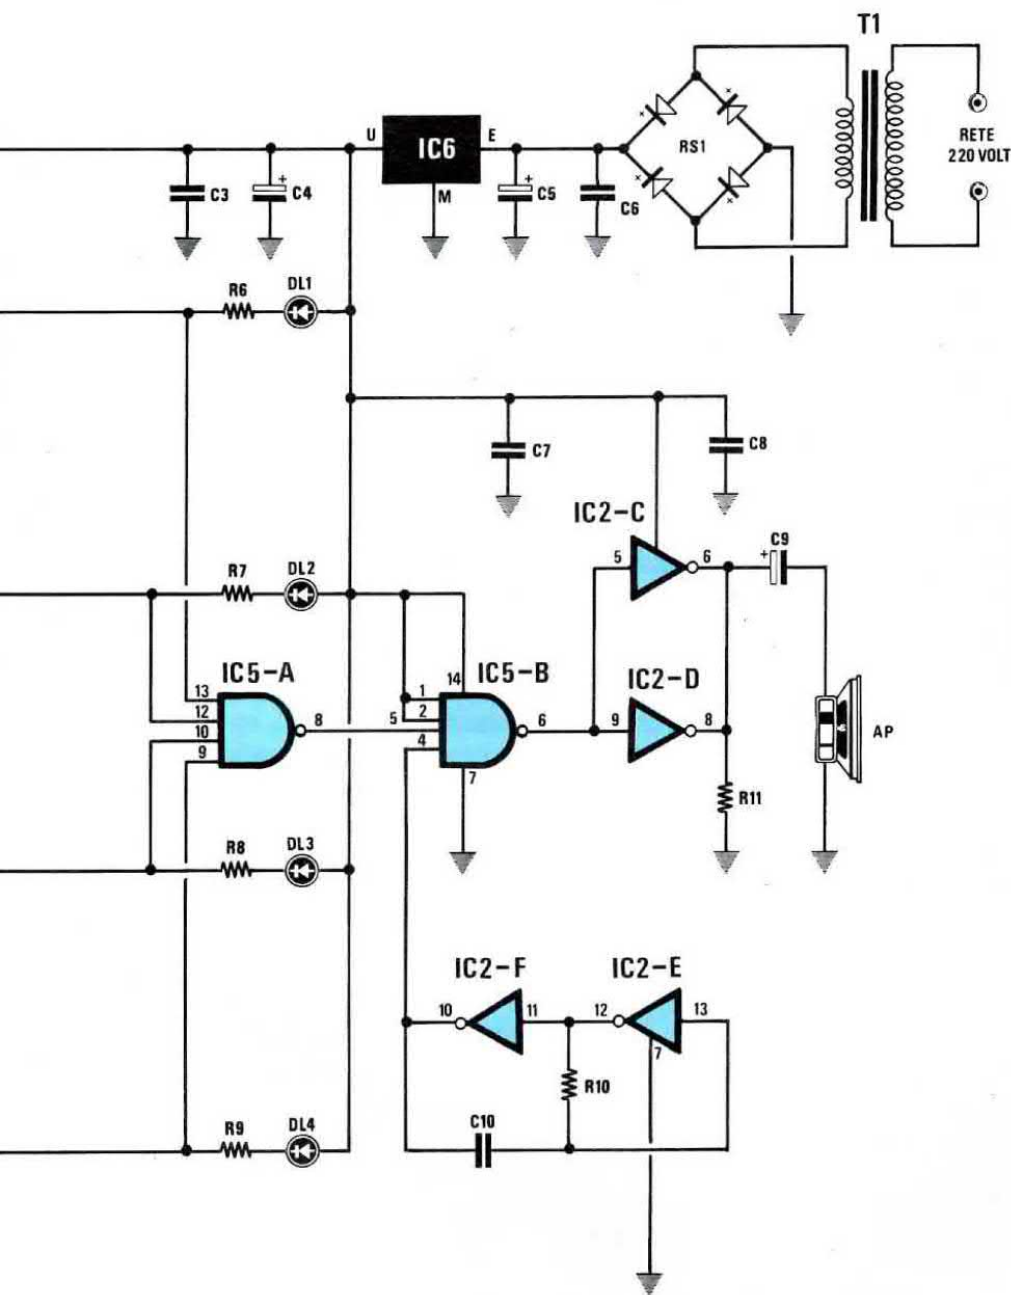 T1
U
IC6
E
M
RS1
RETE
220 VOLT
C3
+
C4
+
C5
C6
R6
DL1
C7
C8
IC2-C
5
6
+
C9
R7
DL2
IC5-A
13
12
10
9
8
14
IC5-B
1
2
5
4
6
7
IC2-D
9
8
AP
R11
R8
DL3
IC2-F
IC2-E
10
11
12
13
7
R10
C10
R9
DL4